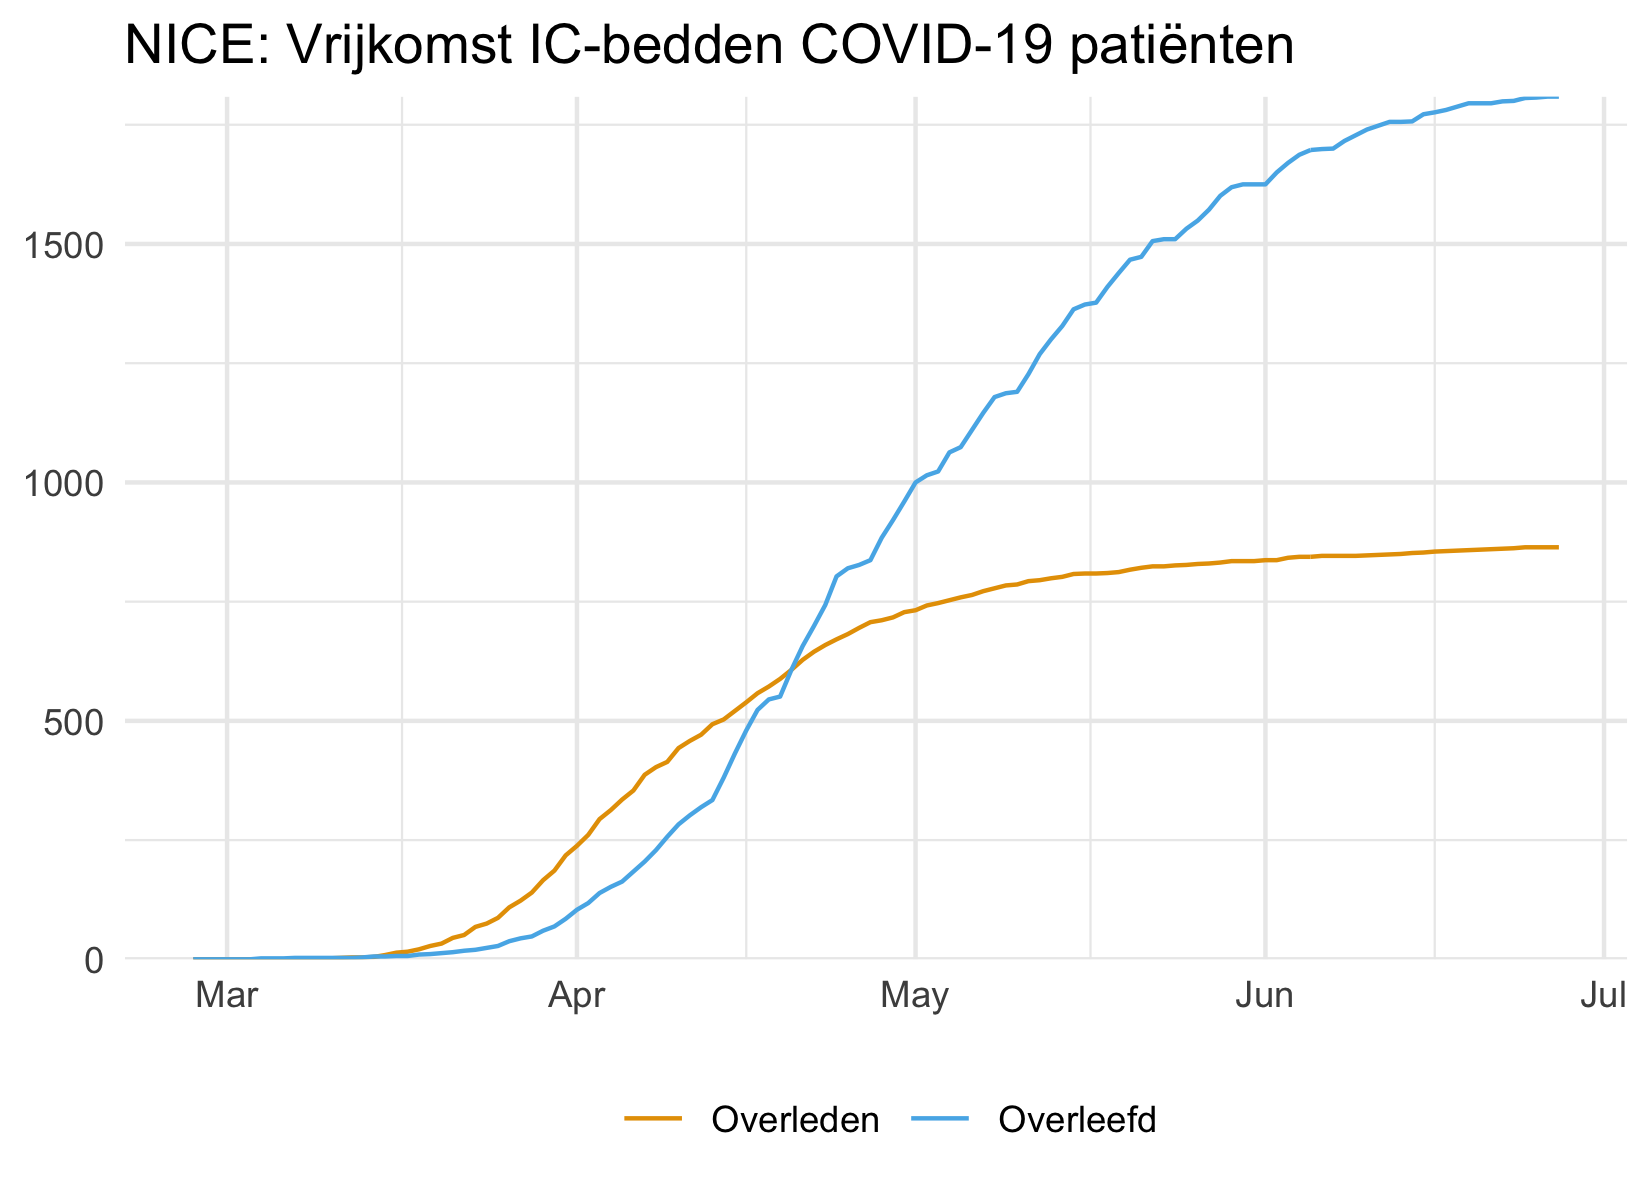 NICE: Vrijkomst IC-bedden COVID-19 patiënten
1500
1000
500
0
Mar Apr May Jun Jul
Overleden Overleefd